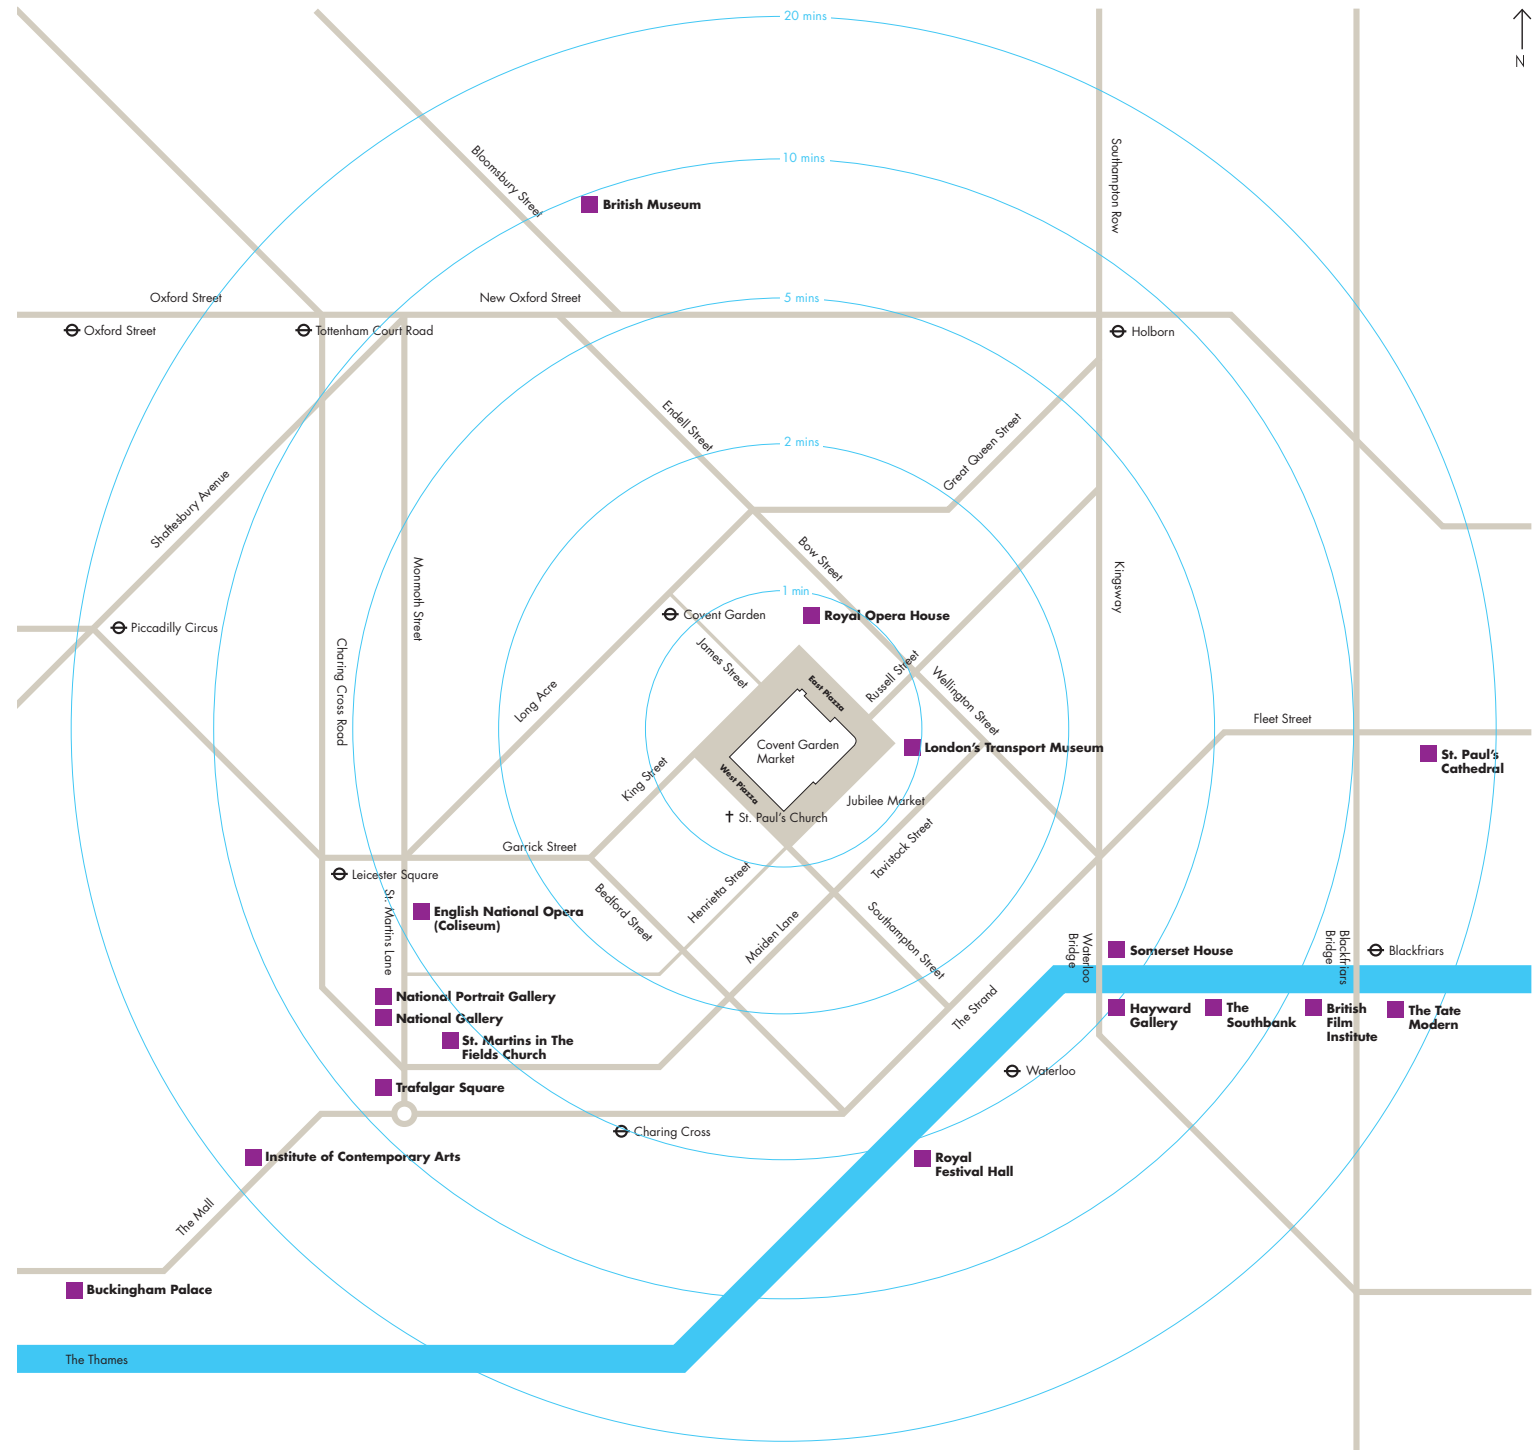 20 mins
N
10 mins
Bloomsbury Street
Southampton Row
British Museum
Oxford Street
New Oxford Street
5 mins
Oxford Street
Tottenham Court Road
Holborn
Endell Street
Great Queen Street
2 mins
Shaftesbury Avenue
Monmoth Street
Bow Street
Kingsway
1 min
Covent Garden
Royal Opera House
Piccadilly Circus
Charing Cross Road
James Street
Russell Street
East Piazza
Wellington Street
Long Acre
Fleet Street
Covent Garden
Market
London's Transport Museum
St. Paul's
Cathedral
King Street
West Piazza
Jubilee Market
St. Paul's Church
Garrick Street
Tavistock Street
Leicester Square
St. Martins Lane
Henrietta Street
Bedford Street
English National Opera
(Coliseum)
Maiden Lane
Southampton Street
Waterloo
Bridge
Somerset House
Blackfriars
Bridge
Blackfriars
National Portrait Gallery
National Gallery
The Strand
Hayward
Gallery
The
Southbank
British
Film
Institute
The Tate
Modern
St. Martins in The
Fields Church
Waterloo
Trafalgar Square
Charing Cross
Institute of Contemporary Arts
Royal
Festival Hall
The Mall
Buckingham Palace
The Thames